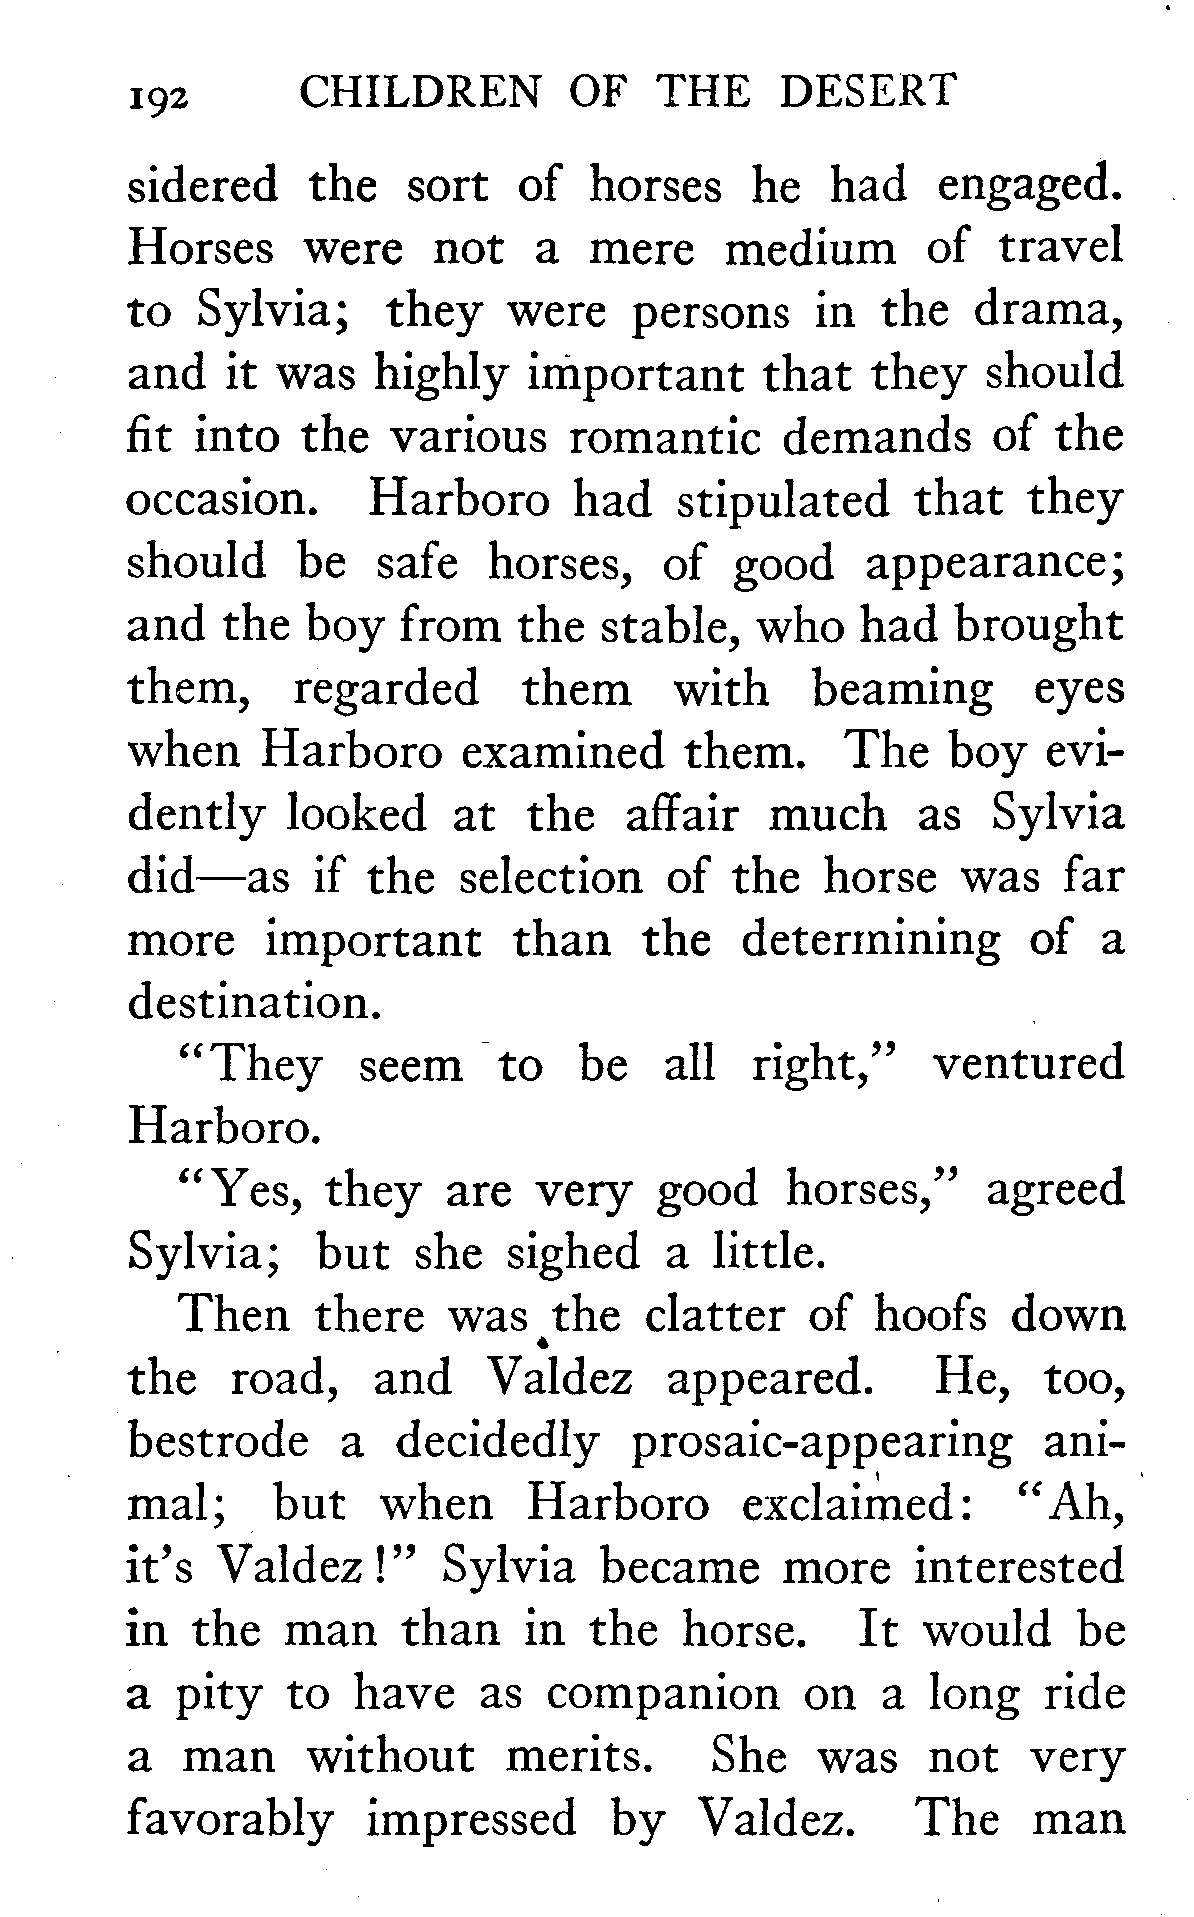 192 CHILDREN OF THE DESERT
sidered the sort of horses he had engaged.
Horses were not a mere medium of travel
to Sylvia; they were persons in the drama,
and it was highly important that they should
fit into the various romantic demands of the
occasion. Harboro had stipulated that they
should be safe horses, of good appearance;
and the boy from the stable, who had brought
them, regarded them with beaming eyes
when Harboro examined them. The boy evi-
dently looked at the affair much as Sylvia
did—as if the selection of the horse was far
more important than the determining of a
destination.
"They seem to be all right," ventured
Harboro.
"Yes, they are very good horses," agreed
Sylvia; but she sighed a little.
Then there was the clatter of hoofs down
the road, and Valdez appeared. He, too,
bestrode a decidedly prosaic-appearing ani-
mal; but when Harboro exclaimed: "Ah,
it's Valdez!" Sylvia became more interested
in the man than in the horse. It would be
a pity to have as companion on a long ride
a man without merits. She was not very
favorably impressed by Valdez. The man